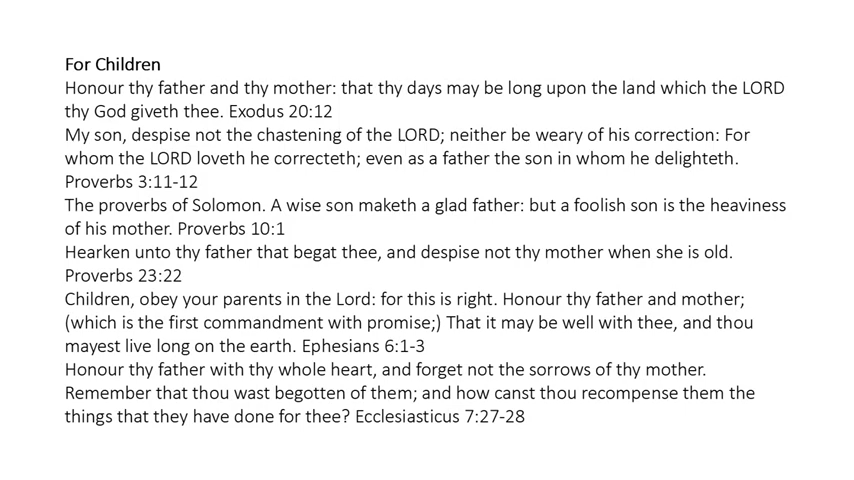 For Children
Honour thy father and thy mother: that thy days may be long upon the land which the LORD
thy God giveth thee. Exodus 20:12
My son, despise not the chastening of the LORD; neither be weary of his correction: For
whom the LORD loveth he correcteth; even as a father the son in whom he delighteth.
Proverbs 3:11-12
The proverbs of Solomon. A wise son maketh a glad father: but a foolish son is the heaviness
of his mother. Proverbs 10:1
Hearken unto thy father that begat thee, and despise not thy mother when she is old.
Proverbs 23:22
Children, obey your parents in the Lord: for this is right. Honour thy father and mother;
(which is the first commandment with promise;) That it may be well with thee, and thou
mayest live long on the earth. Ephesians 6:1-3
Honour thy father with thy whole heart, and forget not the sorrows of thy mother.
Remember that thou wast begotten of them; and how canst thou recompense them the
things that they have done for thee? Ecclesiasticus 7:27-28